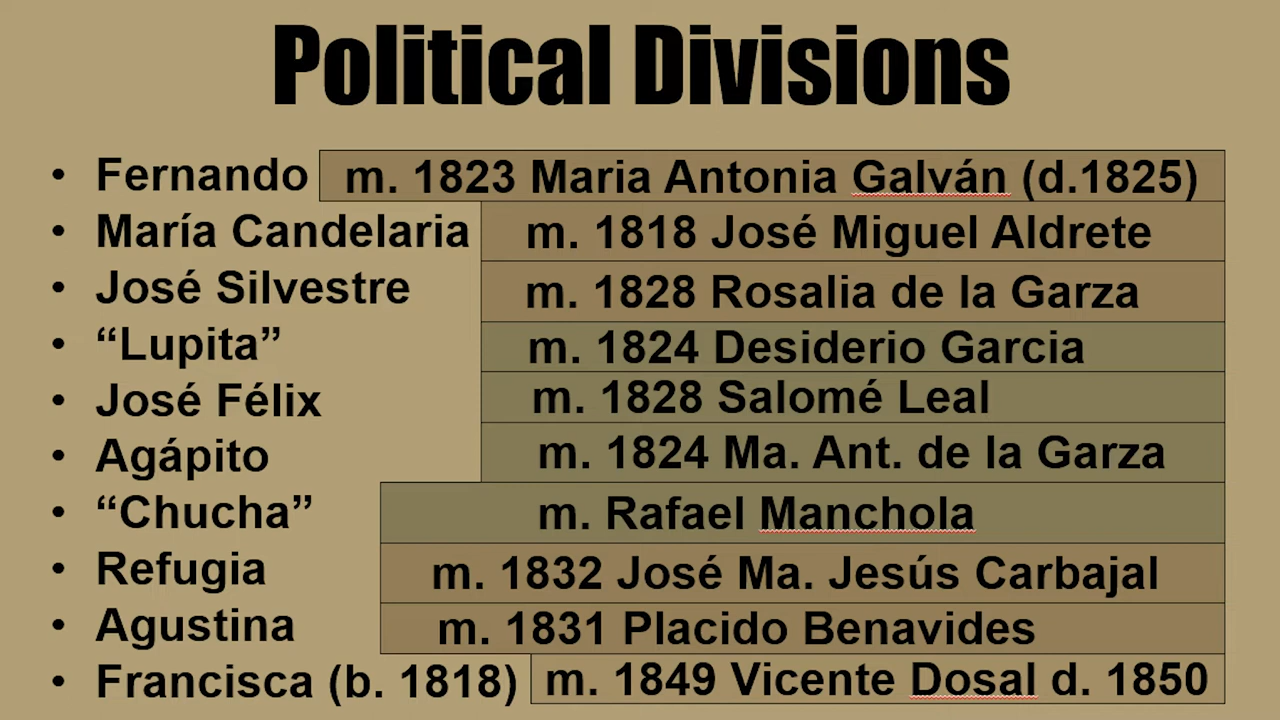 Political Divisions
• Fernando m. 1823 Maria Antonia Galván (d.1825)
• María Candelaria m. 1818 José Miguel Aldrete
• José Silvestre m. 1828 Rosalia de la Garza
• “Lupita” m. 1824 Desiderio Garcia
• José Félix m. 1828 Salomé Leal
• Agápito m. 1824 Ma. Ant. de la Garza
• “Chucha” m. Rafael Manchola
• Refugia m. 1832 José Ma. Jesús Carbajal
• Agustina m. 1831 Placido Benavides
• Francisca (b. 1818) m. 1849 Vicente Dosal d. 1850